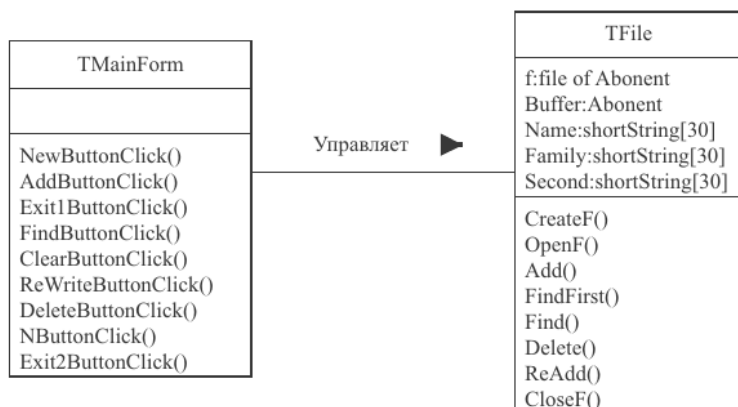 TMainForm
NewButtonClick()
AddButtonClick()
Exit1ButtonClick()
FindButtonClick()
ClearButtonClick()
ReWriteButtonClick()
DeleteButtonClick()
NButtonClick()
Exit2ButtonClick()
Управляет
TFile
f:file of Abonent
Buffer:Abonent
Name:shortString[30]
Family:shortString[30]
Second:shortString[30]
CreateF()
OpenF()
Add()
FindFirst()
Find()
Delete()
ReAdd()
CloseF()